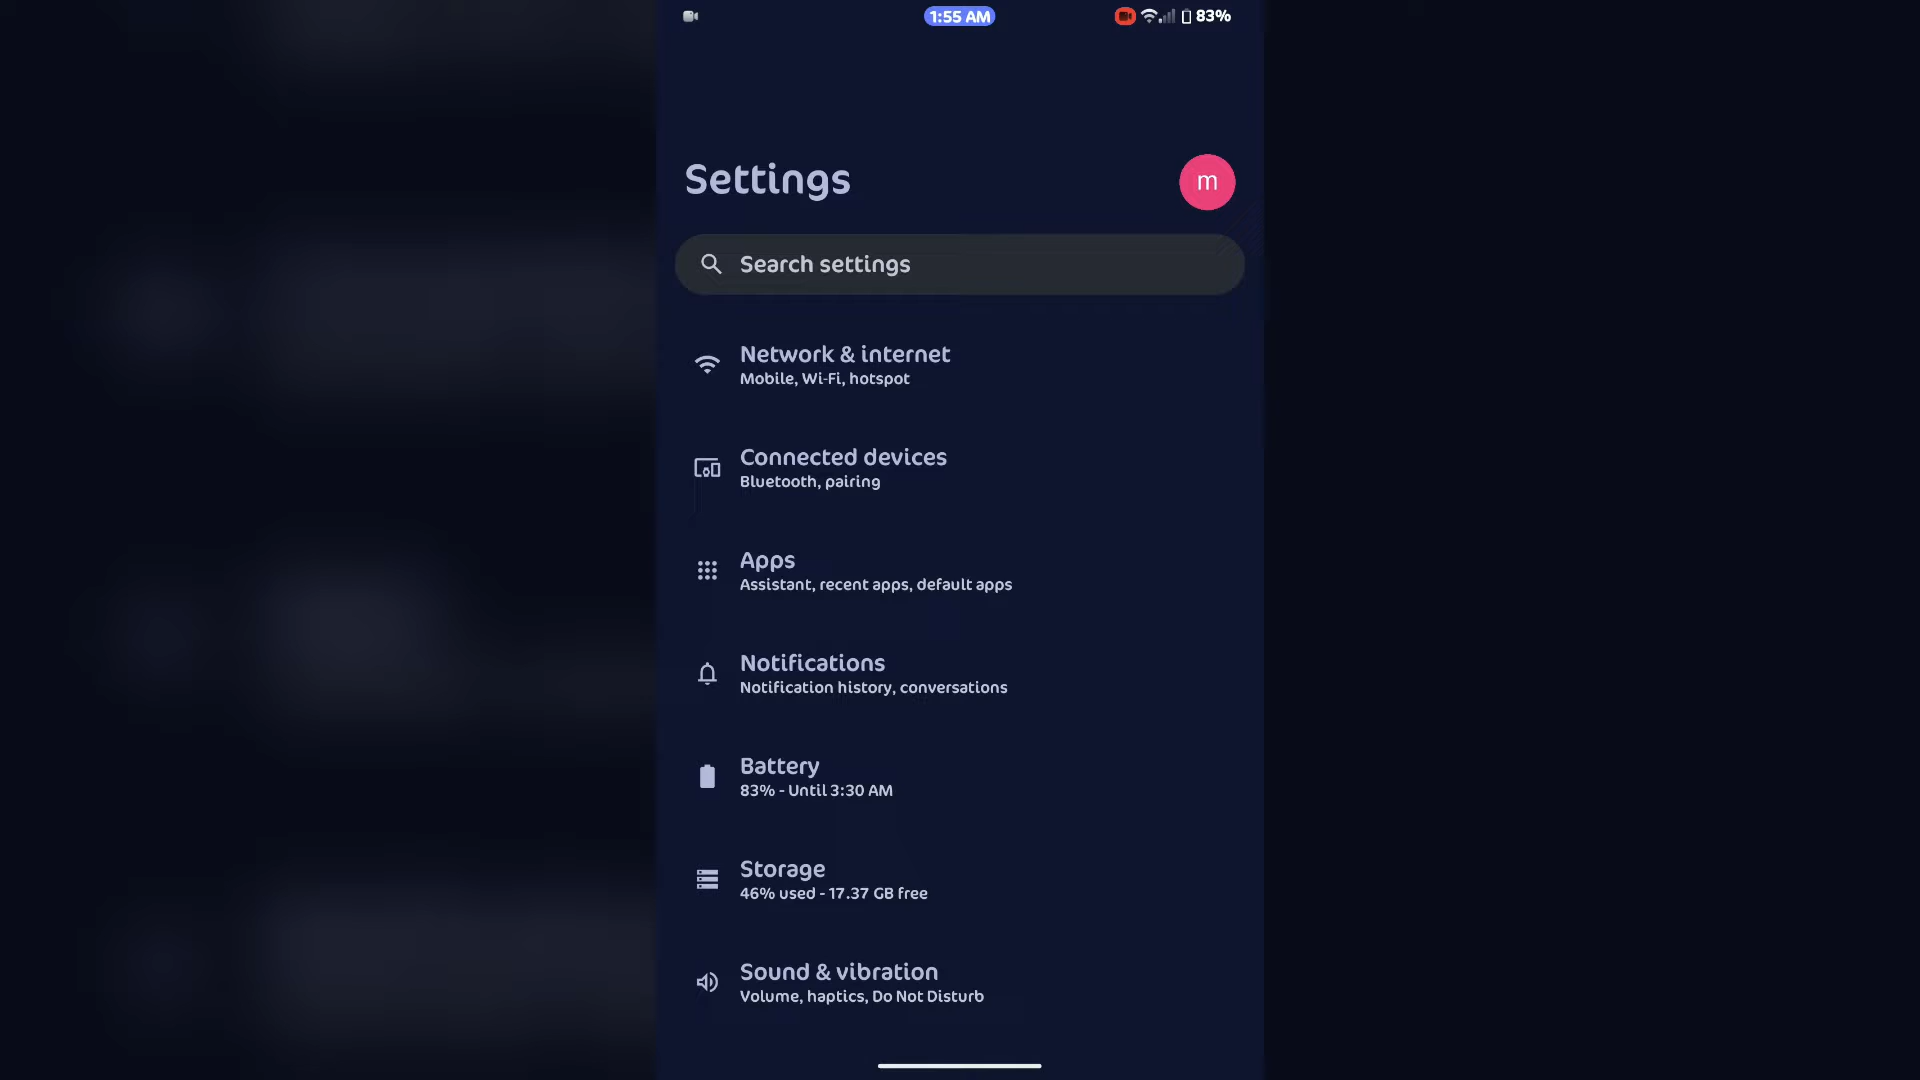 1:55 AM
83%
Settings
m
Search settings
Network & internet
Mobile, Wi-Fi, hotspot
Connected devices
Bluetooth, pairing
Apps
Assistant, recent apps, default apps
Notifications
Notification history, conversations
Battery
83% - Until 3:30 AM
Storage
46% used - 17.37 GB free
Sound & vibration
Volume, haptics, Do Not Disturb